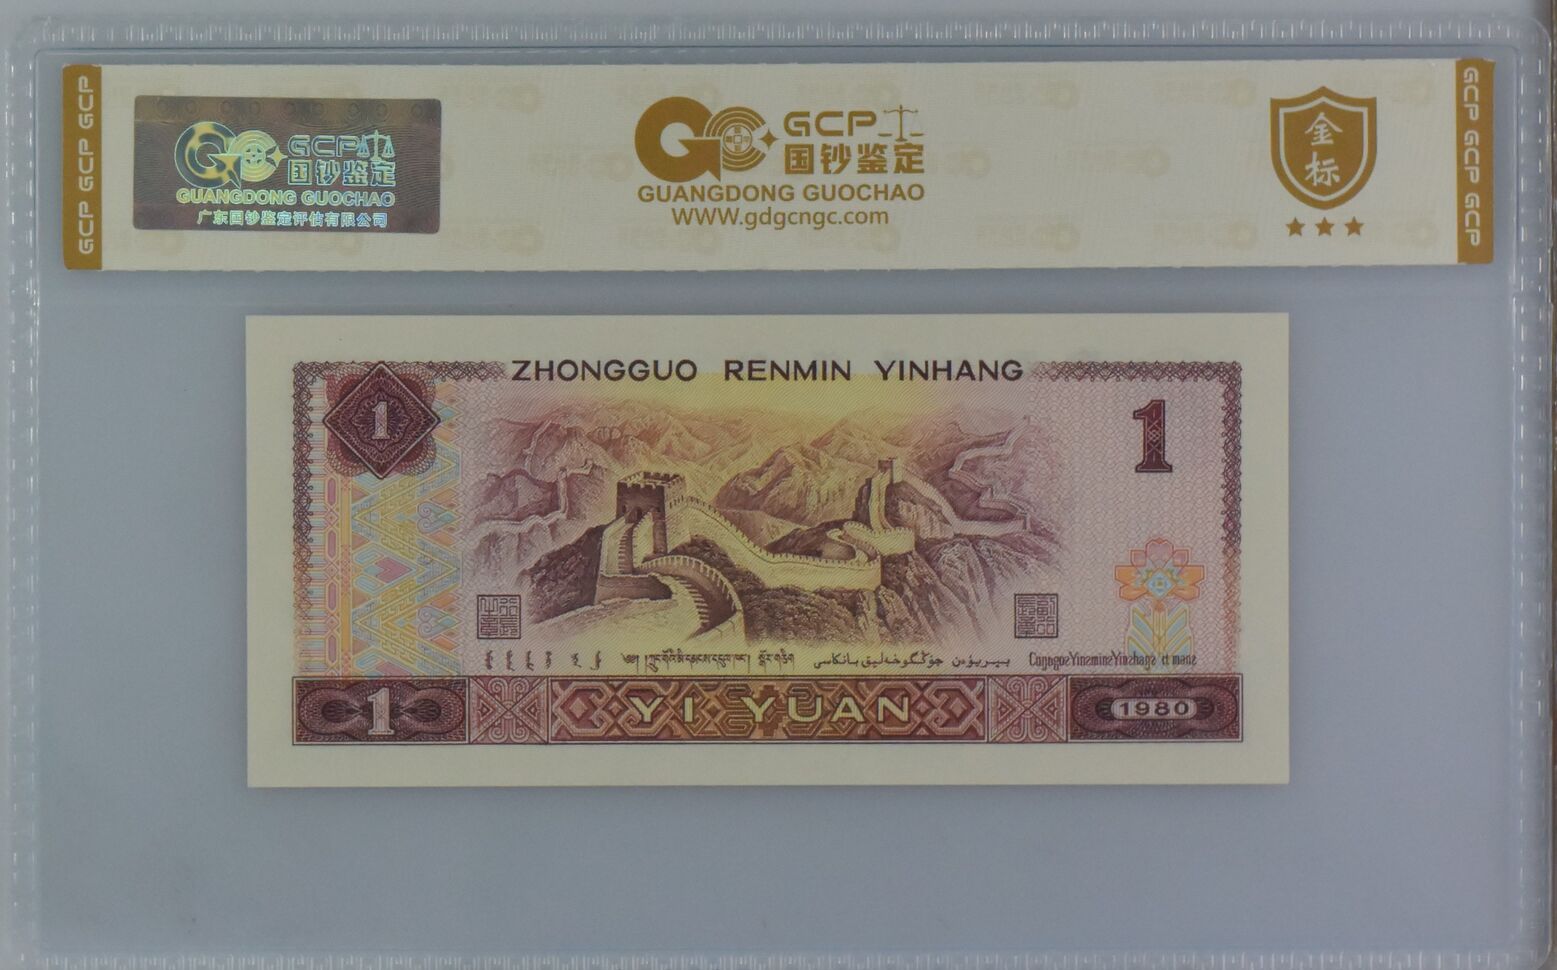 GCP GCP GCP
GCP
国钞鉴定
GUANGDONG GUOCHAO
广东国钞鉴定评估有限公司
GCP
国钞鉴定
GUANGDONG GUOCHAO
WWW.gdgcngc.com
金标
GCP GCP GCP
ZHONGGUO RENMIN YINHANG
1
1
1
YI YUAN
1980